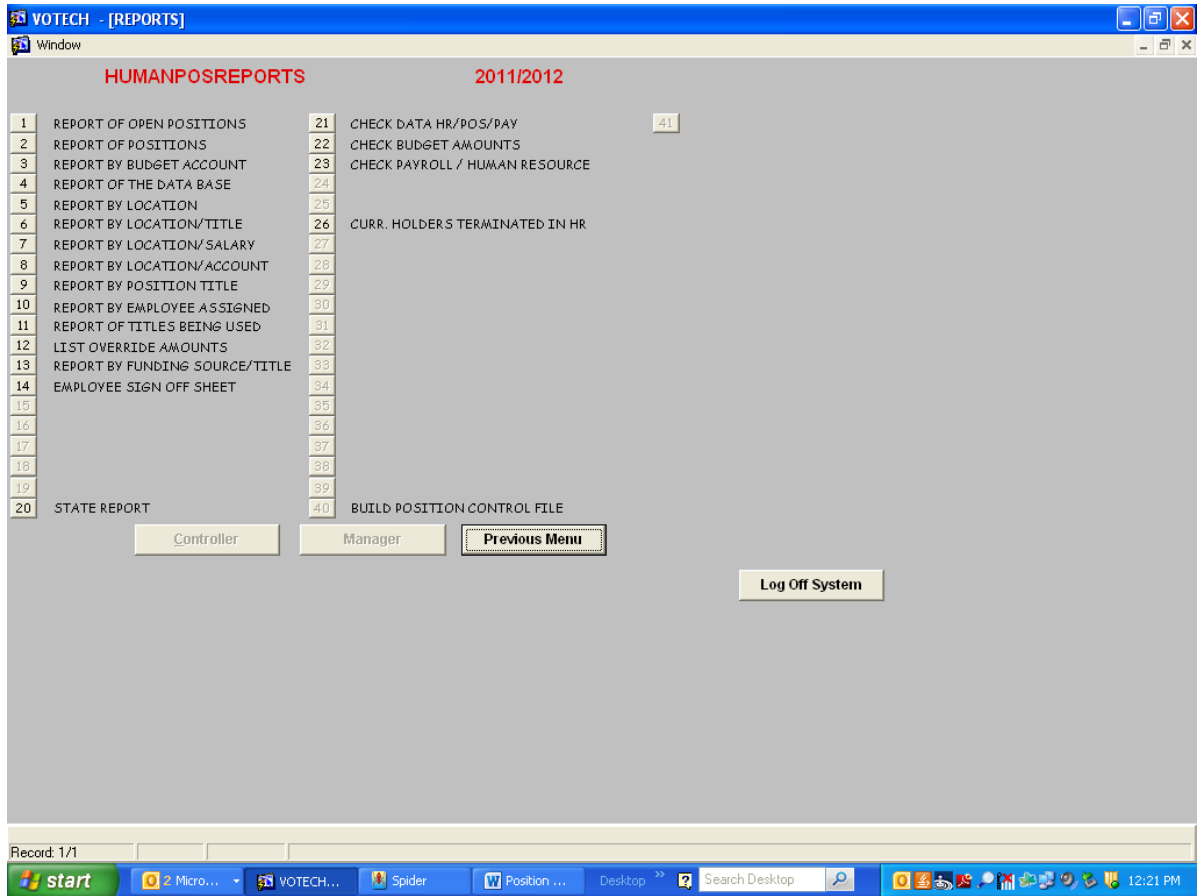 VOTECH - [REPORTS]
Window
HUMANPOSREPORTS 2011/2012
1 REPORT OF OPEN POSITIONS 21 CHECK DATA HR/POS/PAY 41
2 REPORT OF POSITIONS 22 CHECK BUDGET AMOUNTS
3 REPORT BY BUDGET ACCOUNT 23 CHECK PAYROLL / HUMAN RESOURCE
4 REPORT OF THE DATA BASE 24
5 REPORT BY LOCATION 25
6 REPORT BY LOCATION/TITLE 26 CURR. HOLDERS TERMINATED IN HR
7 REPORT BY LOCATION/SALARY 27
8 REPORT BY LOCATION/ACCOUNT 28
9 REPORT BY POSITION TITLE 29
10 REPORT BY EMPLOYEE ASSIGNED 30
11 REPORT OF TITLES BEING USED 31
12 LIST OVERRIDE AMOUNTS 32
13 REPORT BY FUNDING SOURCE/TITLE 33
14 EMPLOYEE SIGN OFF SHEET 34
15 35
16 36
17 37
18 38
19 39
20 STATE REPORT 40 BUILD POSITION CONTROL FILE
Controller Manager Previous Menu
Log Off System
Record: 1/1
start 2 Micro... VOTECH... Spider Position ... Desktop » Search Desktop 12:21 PM